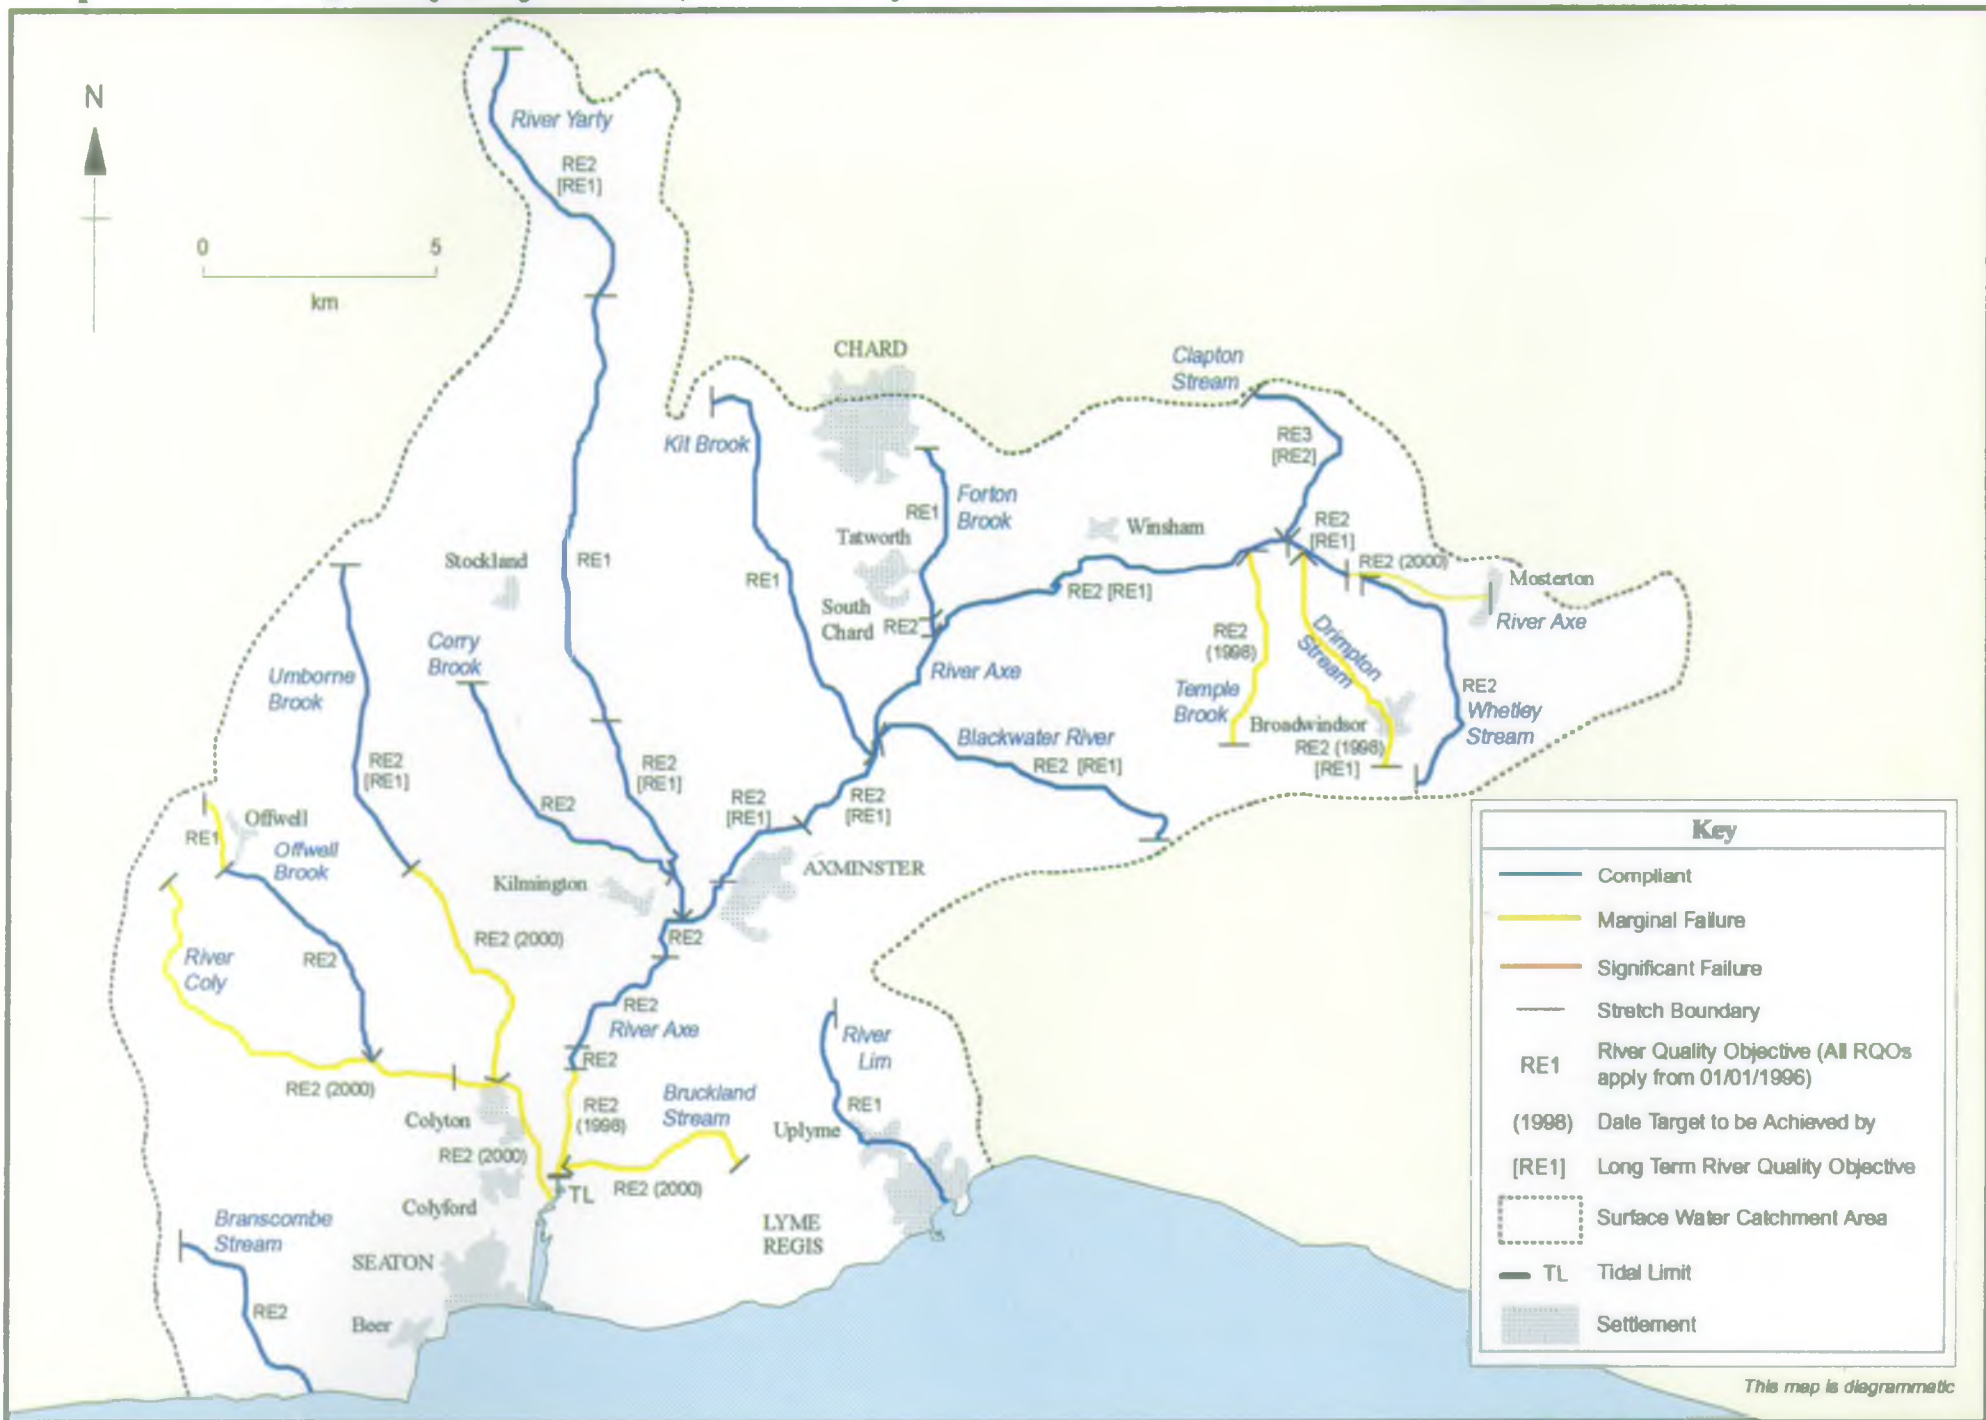 N
River Yarty
RE2
[RE1]
0 5
km
CHARD
Clapton
Stream
Kit Brook
RE3
[RE2]
Forton
Brook
RE1
Tatworth
Winsham
RE2
[RE1]
RE2 (2000)
Mosterton
River Axe
Stockland
RE1
RE1
South
Chard
RE2
RE2 [RE1]
RE2
(1998)
Drimpton
Stream
Corry
Brook
Umborne
Brook
River Axe
Temple
Brook
RE2
Whetley
Stream
Broadwindsor
RE2 (1998)
[RE1]
Blackwater River
RE2 [RE1]
RE2
[RE1]
RE2
[RE1]
RE2
RE2
[RE1]
RE2
[RE1]
Offwell
RE1
Offwell
Brook
Kilmington
AXMINSTER
RE2 (2000)
RE2
River
Coly
RE2
RE2
River Axe
River
Lim
RE2
RE2 (2000)
Bruckland
Stream
RE2
(1998)
RE1
Colyton
Uplyme
RE2 (2000)
RE2 (2000)
TL
Colyford
Branscombe
Stream
LYME
REGIS
SEATON
RE2
Beer
Key
Compliant
Marginal Failure
Significant Failure
Stretch Boundary
RE1 River Quality Objective (All RQOs
apply from 01/01/1996)
(1998) Date Target to be Achieved by
[RE1] Long Term River Quality Objective
Surface Water Catchment Area
TL Tidal Limit
Settlement
This map is diagrammatic